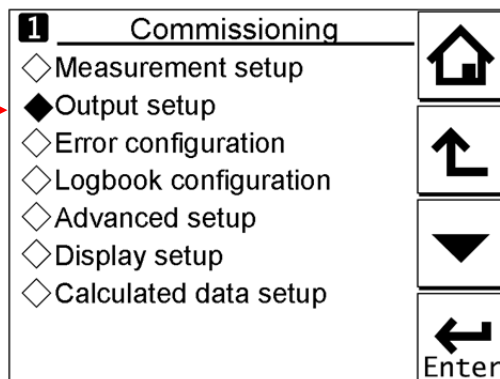 1 Commissioning
Measurement setup
Output setup
Error configuration
Logbook configuration
Advanced setup
Display setup
Calculated data setup
Enter